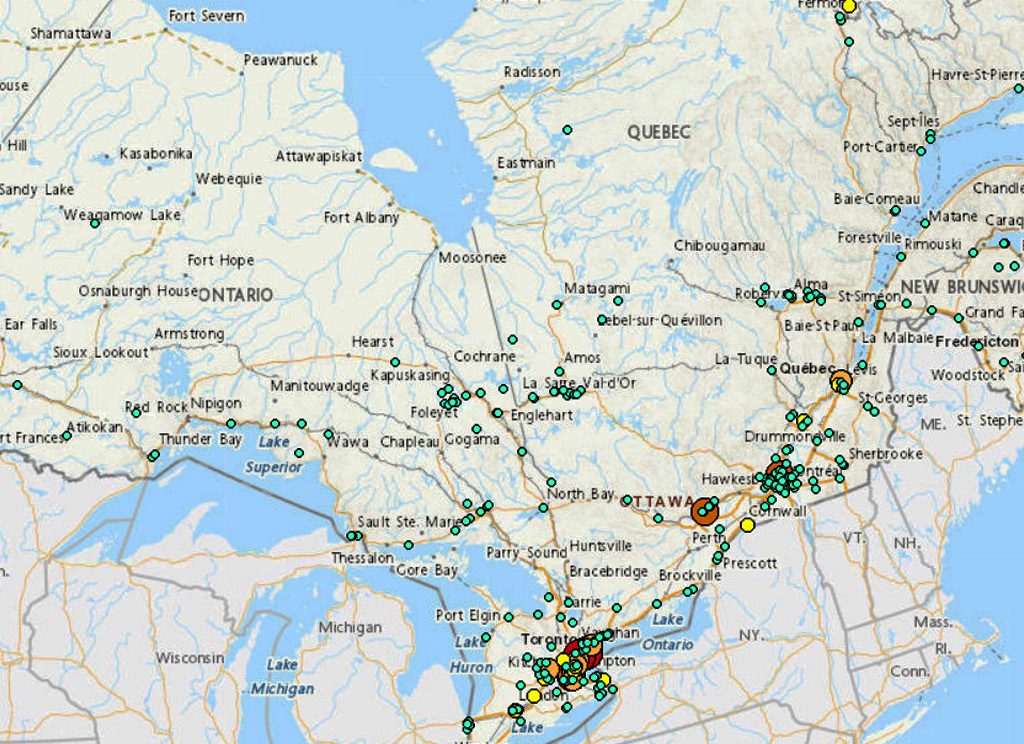 Fort Severn
Fermo
Shamattawa
Peawanuck
ouse
Radisson
Havre-St-Pierre
Sept-Îles
QUEBEC
Hill
Kasabonika
Attawapiskat
Port-Cartier
Eastmain
Webequie
Sandy Lake
Chandle
Baie-Comeau
Weagamow Lake
Fort Albany
Matane
Caraq
Forestville
Rimouski
Chibougamau
Moosonee
Fort Hope
Osnaburgh House
ONTARIO
Matagami
Roberva
Alma
St-Siméon
NEW BRUNSWIC
Grand Fa
Ear Falls
Lebel-sur-Quévillon
Baie-St-Paul
La Malbaie
Fredericton
Armstrong
Hearst
Sioux Lookout
Cochrane
Amos
La-Tuque
Québec
Lévis
Woodstock
Sai
Kapuskasing
La Sarre
Val-d'Or
Manitouwadge
St-Georges
Red Rock
Nipigon
Foleyet
Englehart
ME.
St. Stephe
Atikokan
rt Frances
Thunder Bay
Lake
Superior
Wawa
Chapleau
Gogama
Drummondville
Sherbrooke
Hawkesb
ontréa
North Bay
OTTAWA
Cornwall
Sault Ste. Marie
Perth
VT.
NH.
Thessalon
Parry Sound
Huntsville
Prescott
Gore Bay
Bracebridge
Brockville
Port Elgin
Barrie
Lake
Ontario
Michigan
Toronto
Vaughan
NY.
Mass.
RI.
Wisconsin
Lake
Huron
Kitc
mpton
Conn.
Lake
Michigan
London
Lake